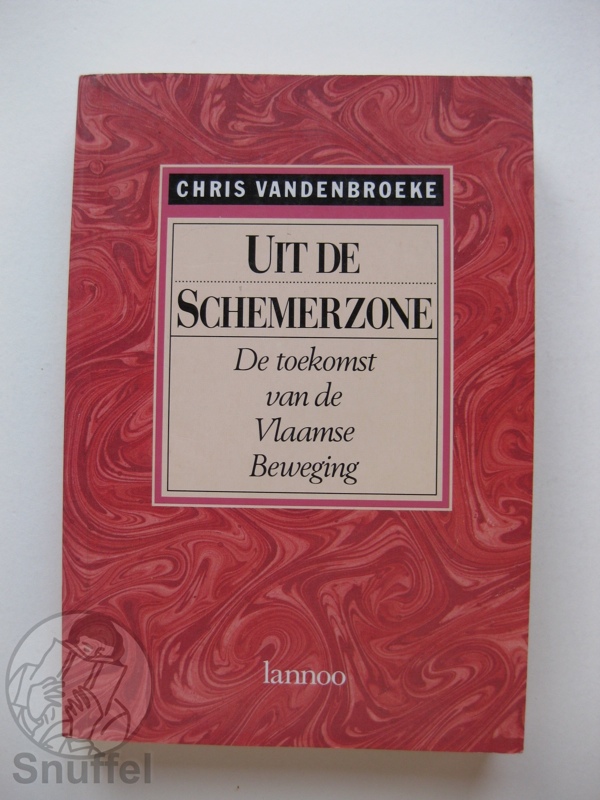 CHRIS VANDENBROEKE
UIT DE
SCHEMERZONE
De toekomst
van de
Vlaamse
Beweging
lannoo
Snuffel